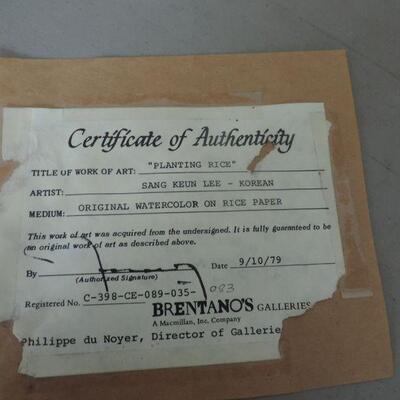 Certificate of Authenticity
TITLE OF WORK OF ART: "PLANTING RICE"
ARTIST: SANG KEUN LEE - KOREAN
MEDIUM: ORIGINAL WATERCOLOR ON RICE PAPER
This work of art was acquired from the undersigned. It is fully guaranteed to be
an original work of art as described above.
By Date 9/10/79
(Authorized Signature)
Registered No. C-398-CE-089-035- 083
BRENTANO'S GALLERIES
A Macmillan, Inc. Company
Philippe du Noyer, Director of Gallerie